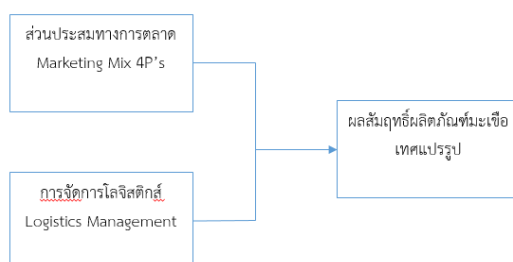 ส่วนประสมทางการตลาด
Marketing Mix 4P's
ผลสัมฤทธิ์ผลิตภัณฑ์มะเขือ
เทศแปรรูป
การจัดการโลจิสติกส์
Logistics Management